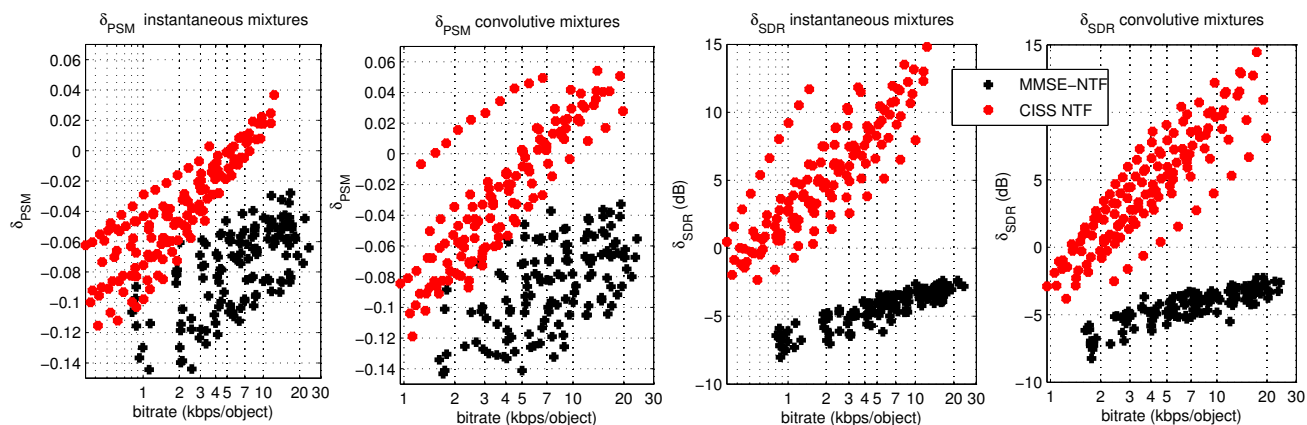 δPSM instantaneous mixtures
0.06
0.04
0.02
0
−0.02
−0.04
−0.06
−0.08
−0.1
−0.12
−0.14
δPSM
1 2 3 4 5 7 10 20 30
bitrate (kbps/object)
δPSM convolutive mixtures
0.06
0.04
0.02
0
−0.02
−0.04
−0.06
−0.08
−0.1
−0.12
−0.14
δPSM
1 2 3 4 5 7 10 20 30
bitrate (kbps/object)
δSDR instantaneous mixtures
15
10
5
0
−5
−10
δSDR (dB)
1 2 3 4 5 7 10 20 30
bitrate (kbps/object)
MMSE−NTF
CISS NTF
δSDR convolutive mixtures
15
10
5
0
−5
−10
δSDR (dB)
1 2 3 4 5 7 10 20 30
bitrate (kbps/object)